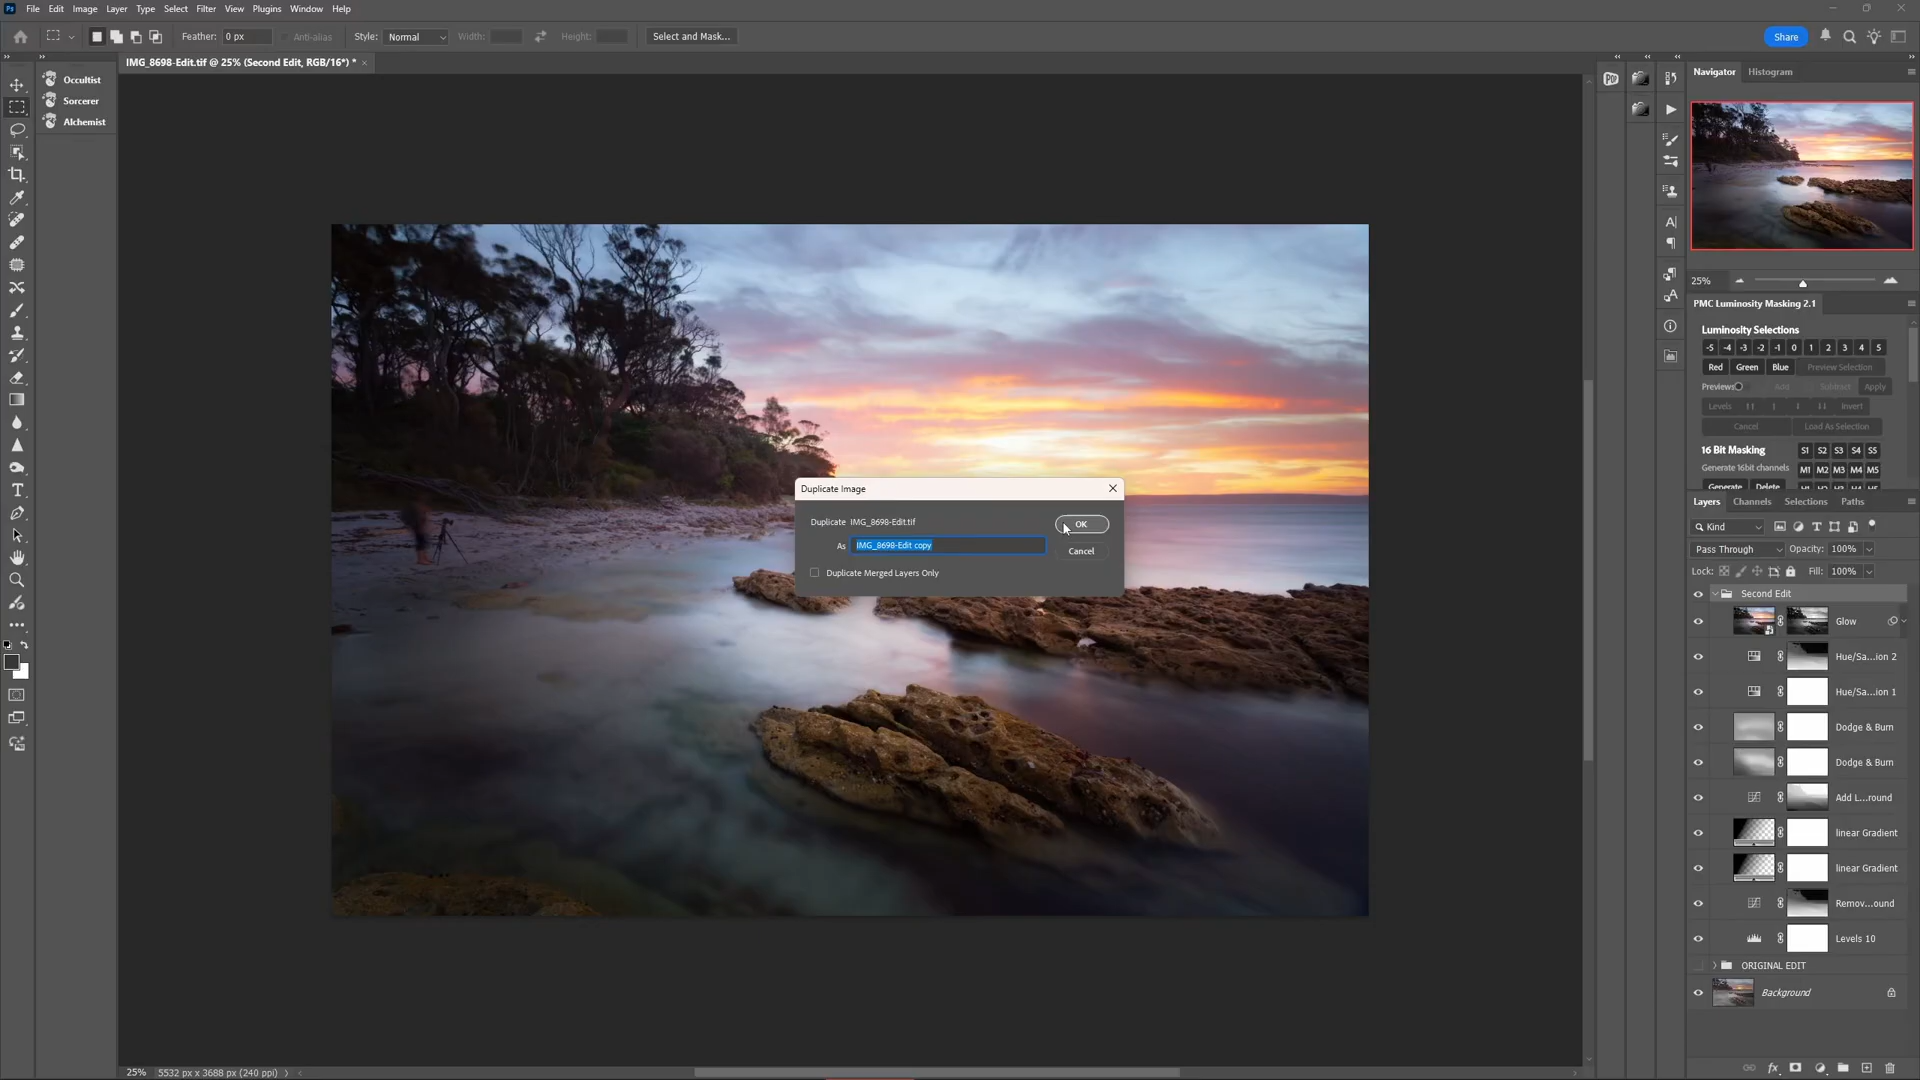 Ps File Edit Image Layer Type Select Filter View Plugins Window Help
Feather: 0 px Anti-alias Style: Normal Width: Height: Select and Mask... Share
IMG_8698-Edit.tif @ 25% (Second Edit, RGB/16*) *
Occultist
Sorcerer
Alchemist
Duplicate Image
Duplicate IMG_8698-Edit.tif
OK
As IMG_8698-Edit copy
Cancel
Duplicate Merged Layers Only
Navigator Histogram
25%
PMC Luminosity Masking 2.1
Luminosity Selections
-5 -4 -3 -2 -1 0 1 2 3 4 5
Red Green Blue Preview Selection
Previews Add Subtract Apply
Levels Invert
Cancel Load As Selection
16 Bit Masking S1 S2 S3 S4 S5
Generate 16bit channels M1 M2 M3 M4 M5
Generate Delete
Layers Channels Selections Paths
Kind
Pass Through Opacity: 100%
Lock: Fill: 100%
Second Edit
Glow
Hue/Sa...ion 2
Hue/Sa...ion 1
Dodge & Burn
Dodge & Burn
Add L...round
linear Gradient
linear Gradient
Remov...ound
Levels 10
ORIGINAL EDIT
Background
25% 5532 px x 3688 px (240 ppi)